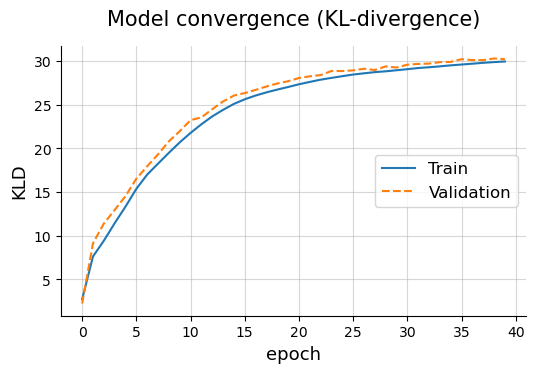 Model convergence (KL-divergence)
KLD
30
25
20
15
10
5
Train
Validation
0 5 10 15 20 25 30 35 40
epoch